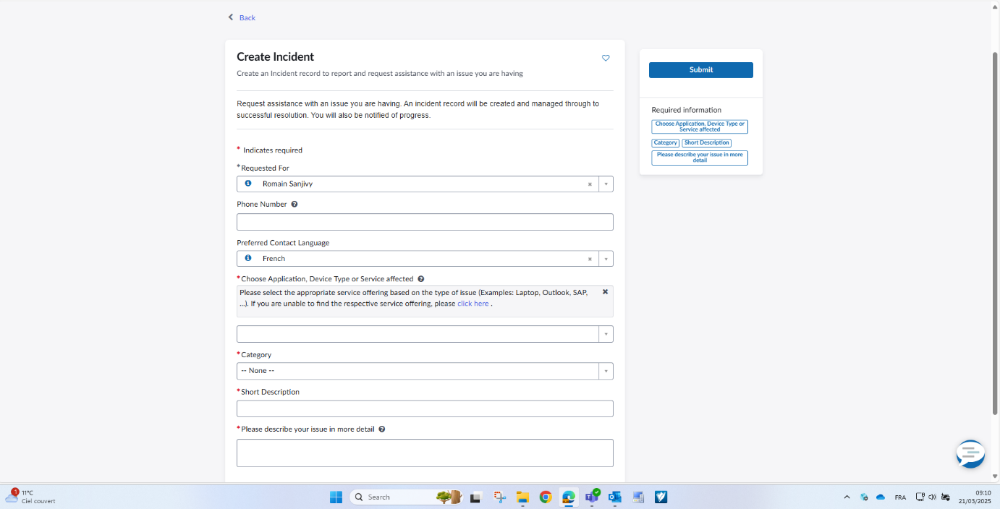 Back
Create Incident
Create an Incident record to report and request assistance with an issue you are having
Request assistance with an issue you are having. An incident record will be created and managed through to
successful resolution. You will also be notified of progress.
* Indicates required
*Requested For
Romain Sanjivy
Phone Number
Preferred Contact Language
French
*Choose Application, Device Type or Service affected
Please select the appropriate service offering based on the type of issue (Examples: Laptop, Outlook, SAP,
...). If you are unable to find the respective service offering, please click here .
*Category
-- None --
*Short Description
*Please describe your issue in more detail
Submit
Required information
Choose Application, Device Type or
Service affected
Category Short Description
Please describe your issue in more
detail
1
11°C
Ciel couvert
Search
FRA
09:10
21/03/2025